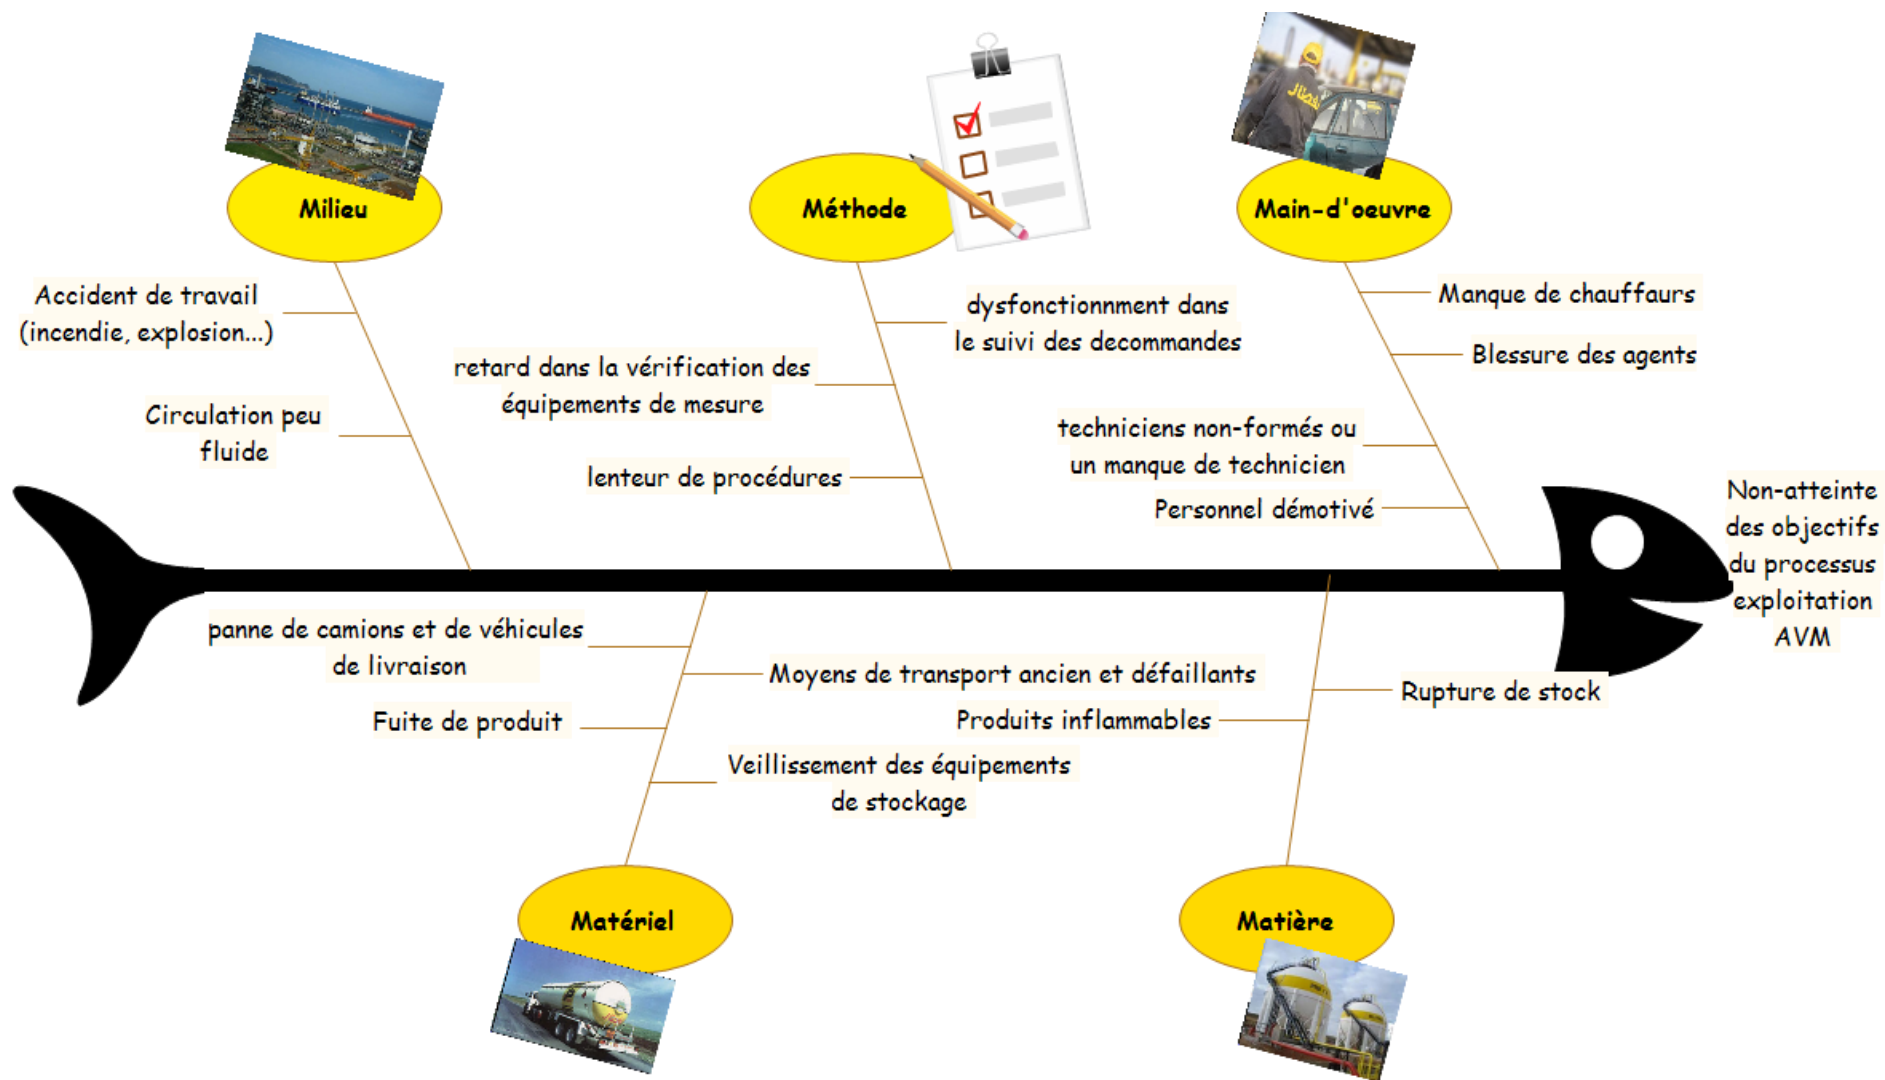 Milieu
Méthode
Main-d'oeuvre
Accident de travail
(incendie, explosion...)
Circulation peu
fluide
dysfonctionnment dans
le suivi des decommandes
retard dans la vérification des
équipements de mesure
lenteur de procédures
Manque de chauffaurs
Blessure des agents
techniciens non-formés ou
un manque de technicien
Personnel démotivé
Non-atteinte
des objectifs
du processus
exploitation
AVM
panne de camions et de véhicules
de livraison
Fuite de produit
Moyens de transport ancien et défaillants
Veillissement des équipements
de stockage
Produits inflammables
Rupture de stock
Matériel
Matière
نفطال